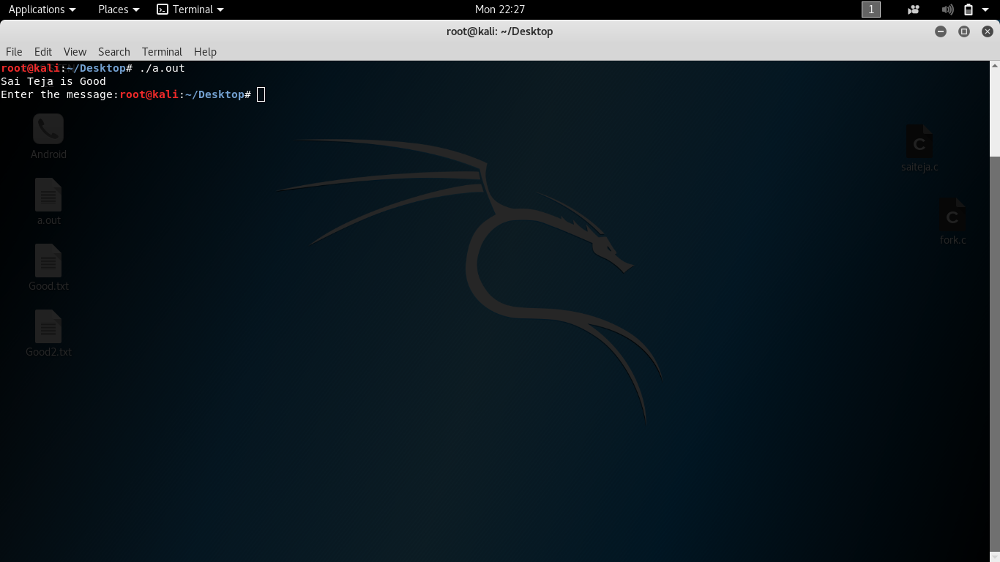 Applications Places Terminal Mon 22:27 1
root@kali: ~/Desktop
File Edit View Search Terminal Help
root@kali:~/Desktop# ./a.out
Sai Teja is Good
Enter the message:root@kali:~/Desktop#
Android
saiteja.c
a.out
fork.c
Good.txt
Good2.txt